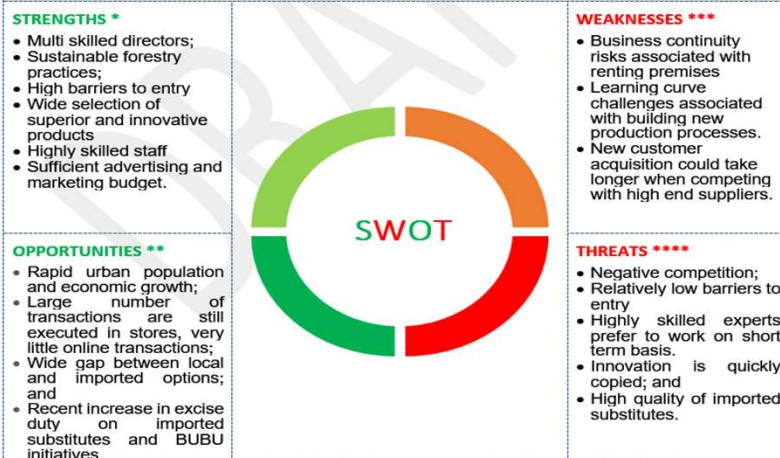 STRENGTHS *
• Multi skilled directors;
• Sustainable forestry
practices;
• High barriers to entry
• Wide selection of
superior and innovative
products
• Highly skilled staff
• Sufficient advertising and
marketing budget.
WEAKNESSES ***
• Business continuity
risks associated with
renting premises
• Learning curve
challenges associated
with building new
production processes.
• New customer
acquisition could take
longer when competing
with high end suppliers.
SWOT
OPPORTUNITIES **
• Rapid urban population
and economic growth;
• Large number of
transactions are still
executed in stores, very
little online transactions;
• Wide gap between local
and imported options;
and
• Recent increase in excise
duty on imported
substitutes and BUBU
initiatives
THREATS ****
• Negative competition;
• Relatively low barriers to
entry
• Highly skilled experts
prefer to work on short
term basis.
• Innovation is quickly
copied; and
• High quality of imported
substitutes.